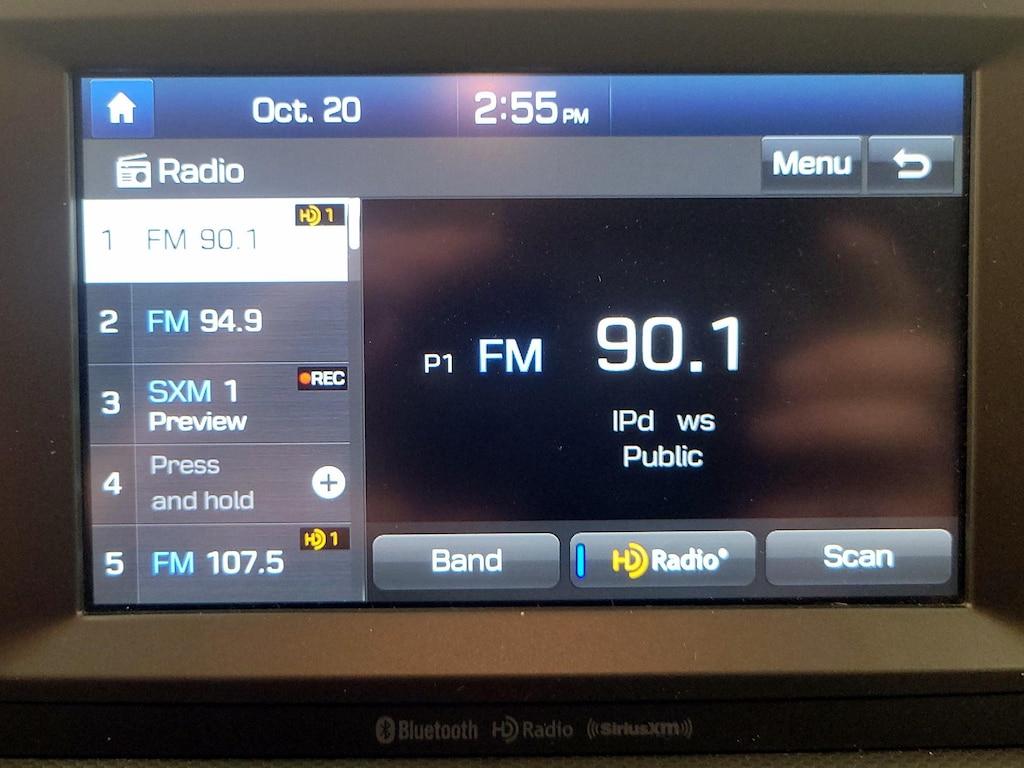 Oct. 20 2:55 PM
Radio Menu
1 FM 90.1 HD 1
2 FM 94.9
3 SXM 1 REC
Preview
4 Press
and hold
5 FM 107.5 HD 1
P1 FM 90.1
IPd ws
Public
Band HD Radio® Scan
Bluetooth HD Radio ((SiriusXM))